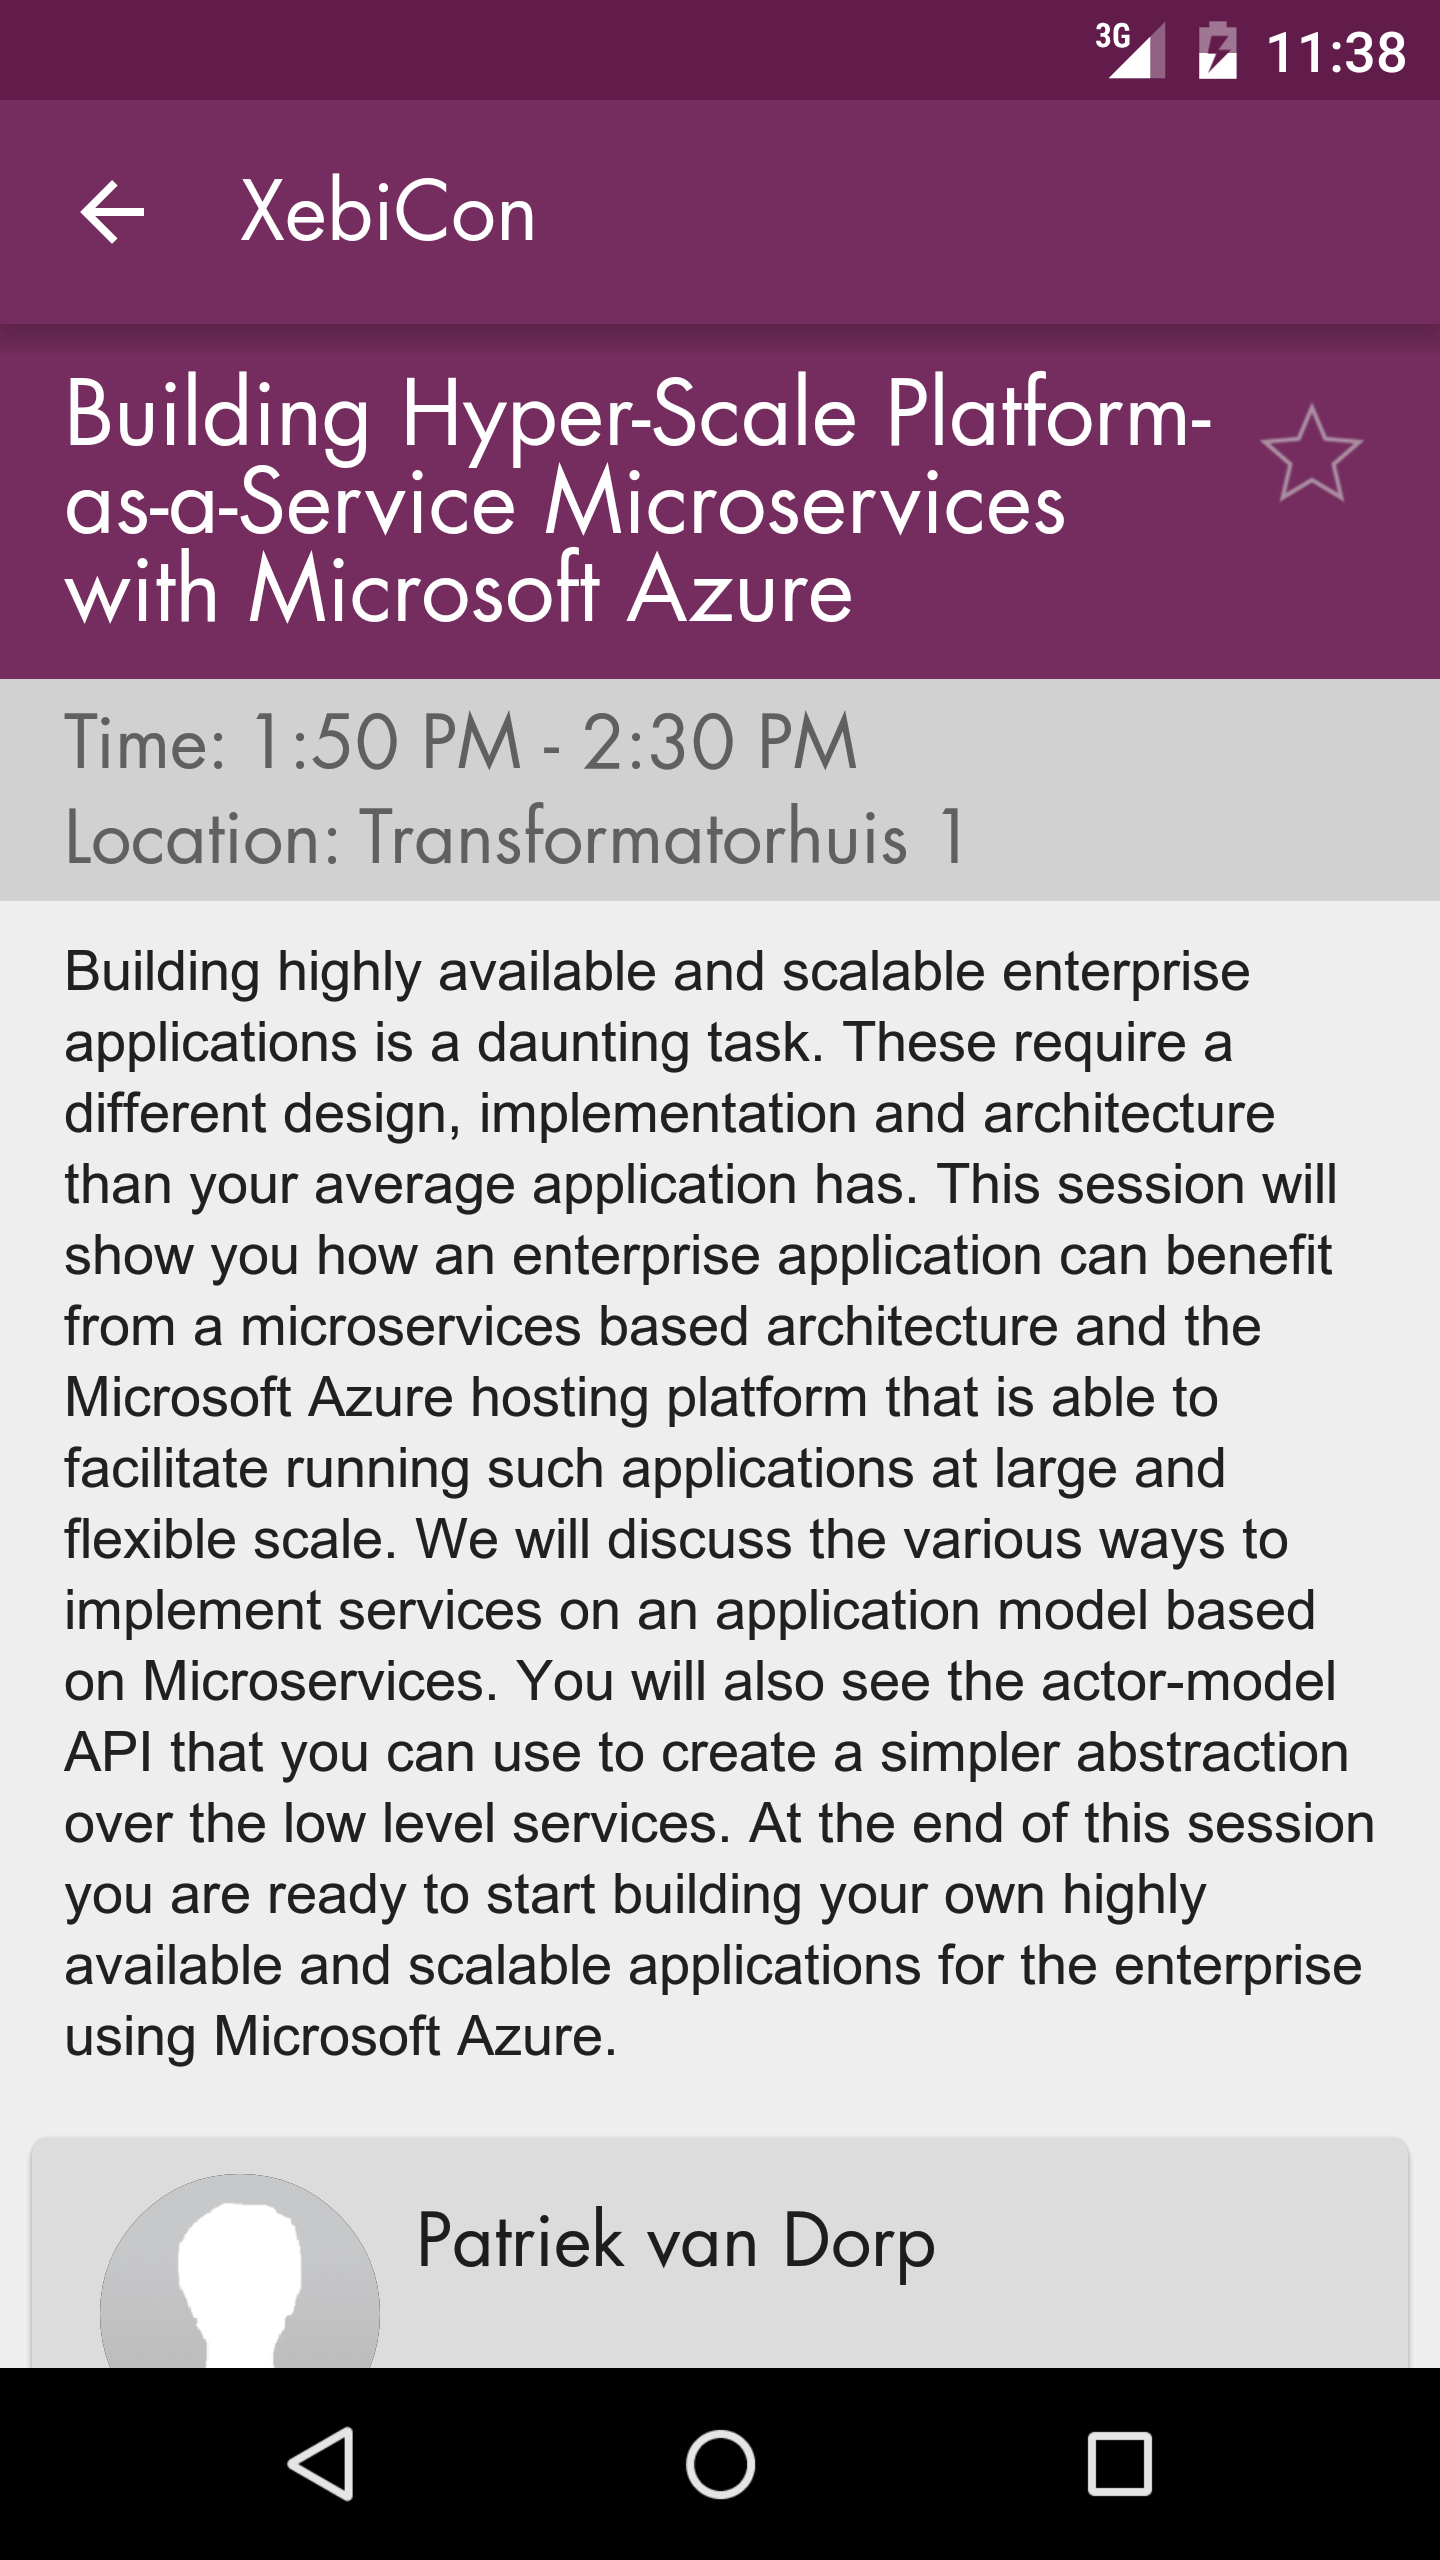 3G 11:38
XebiCon
Building Hyper-Scale Platform-
as-a-Service Microservices
with Microsoft Azure
Time: 1:50 PM - 2:30 PM
Location: Transformatorhuis 1
Building highly available and scalable enterprise
applications is a daunting task. These require a
different design, implementation and architecture
than your average application has. This session will
show you how an enterprise application can benefit
from a microservices based architecture and the
Microsoft Azure hosting platform that is able to
facilitate running such applications at large and
flexible scale. We will discuss the various ways to
implement services on an application model based
on Microservices. You will also see the actor-model
API that you can use to create a simpler abstraction
over the low level services. At the end of this session
you are ready to start building your own highly
available and scalable applications for the enterprise
using Microsoft Azure.
Patriek van Dorp